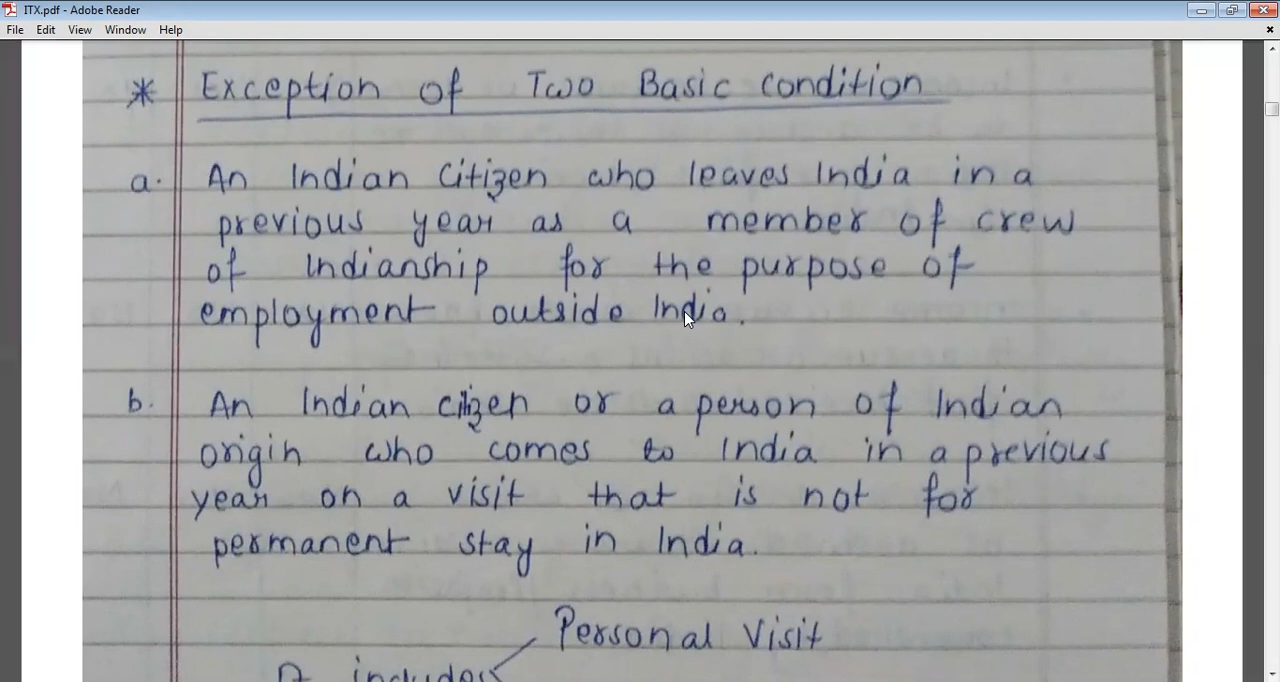 ITX.pdf - Adobe Reader
File Edit View Window Help
* Exception of Two Basic condition
a. An Indian Citizen who leaves India in a
previous year as a member of crew
of Indianship for the purpose of
employment outside India.
b. An Indian citizen or a person of Indian
origin who comes to India in a previous
year on a visit that is not for
permanent stay in India.
Personal Visit
includes